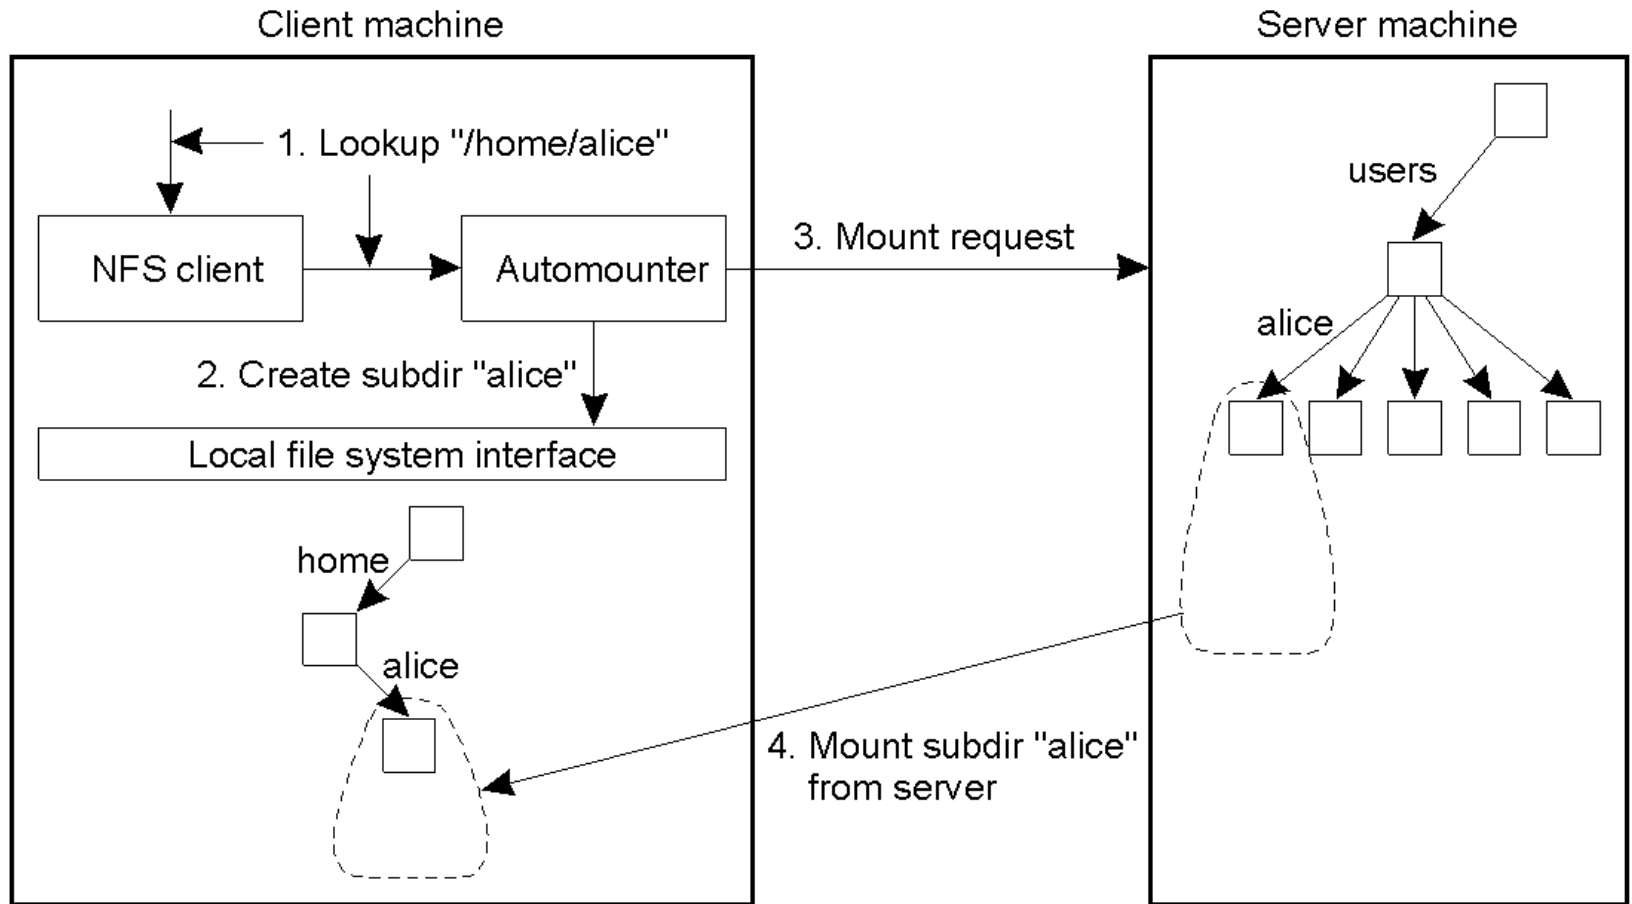 Client machine
Server machine
1. Lookup "/home/alice"
users
3. Mount request
NFS client
Automounter
alice
2. Create subdir "alice"
Local file system interface
home
alice
4. Mount subdir "alice"
from server